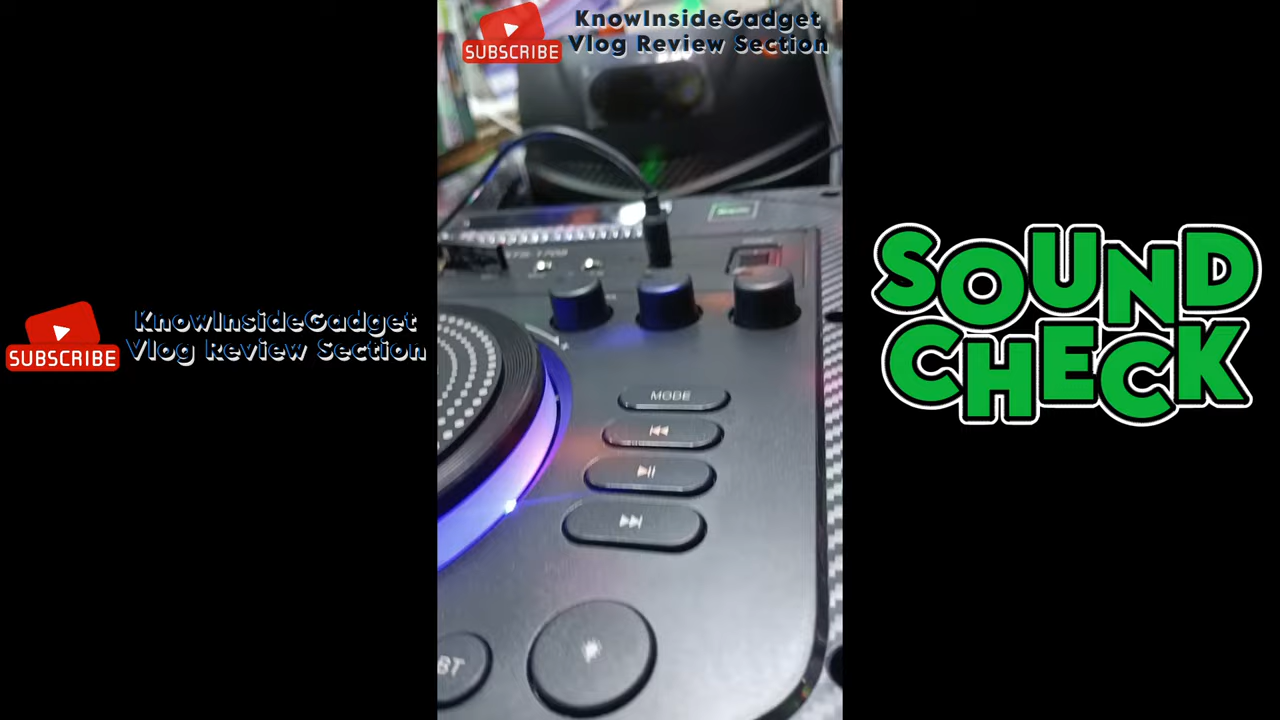 SUBSCRIBE
KnowInsideGadget
Vlog Review Section
SUBSCRIBE
KnowInsideGadget
Vlog Review Section
MODE
BT
SOUND
CHECK